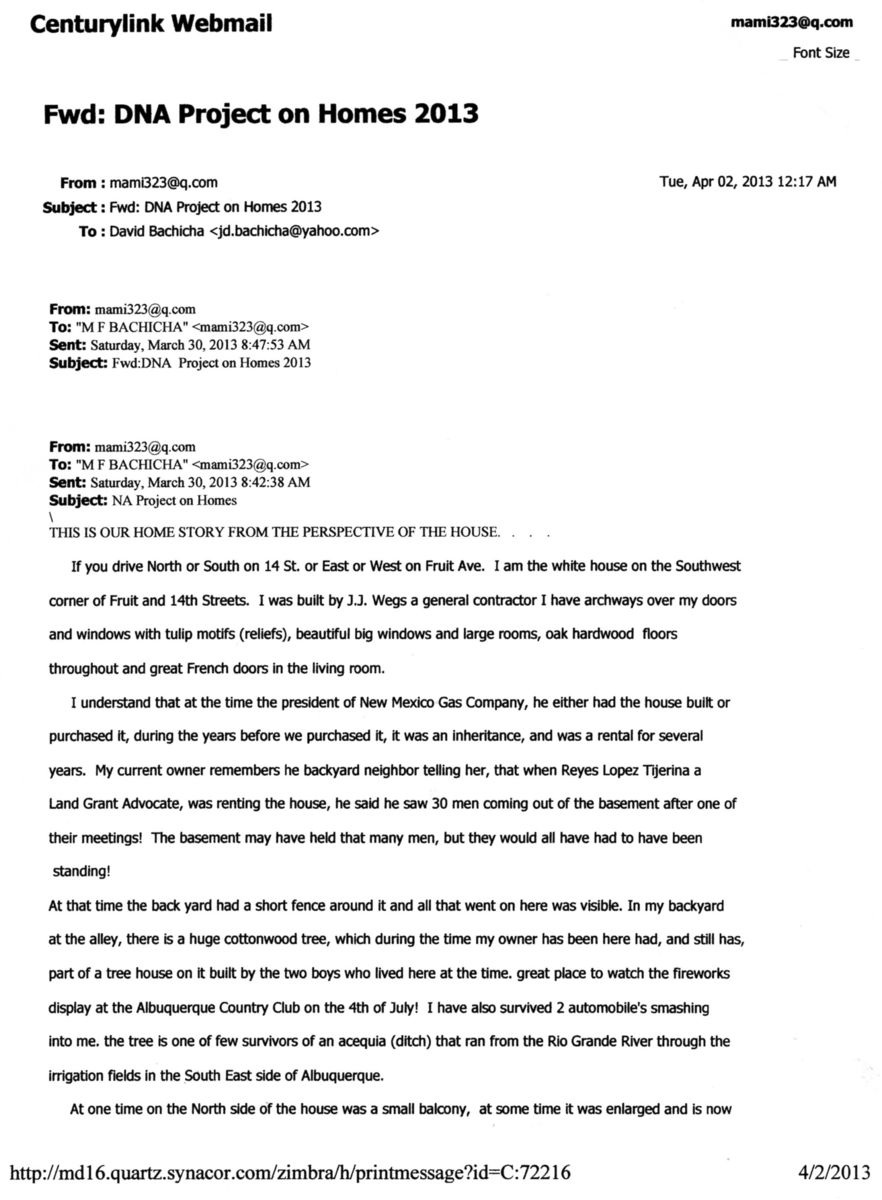 Centurylink Webmail
mami323@q.com
_ Font Size _
Fwd: DNA Project on Homes 2013
From : mami323@q.com
Tue, Apr 02, 2013 12:17 AM
Subject : Fwd: DNA Project on Homes 2013
To : David Bachicha <jd.bachicha@yahoo.com>
From: mami323@q.com
To: "M F BACHICHA" <mami323@q.com>
Sent: Saturday, March 30, 2013 8:47:53 AM
Subject: Fwd:DNA Project on Homes 2013
From: mami323@q.com
To: "M F BACHICHA" <mami323@q.com>
Sent: Saturday, March 30, 2013 8:42:38 AM
Subject: NA Project on Homes
\
THIS IS OUR HOME STORY FROM THE PERSPECTIVE OF THE HOUSE. . . .
If you drive North or South on 14 St. or East or West on Fruit Ave. I am the white house on the Southwest
corner of Fruit and 14th Streets. I was built by J.J. Wegs a general contractor I have archways over my doors
and windows with tulip motifs (reliefs), beautiful big windows and large rooms, oak hardwood floors
throughout and great French doors in the living room.
I understand that at the time the president of New Mexico Gas Company, he either had the house built or
purchased it, during the years before we purchased it, it was an inheritance, and was a rental for several
years. My current owner remembers he backyard neighbor telling her, that when Reyes Lopez Tijerina a
Land Grant Advocate, was renting the house, he said he saw 30 men coming out of the basement after one of
their meetings! The basement may have held that many men, but they would all have had to have been
standing!
At that time the back yard had a short fence around it and all that went on here was visible. In my backyard
at the alley, there is a huge cottonwood tree, which during the time my owner has been here had, and still has,
part of a tree house on it built by the two boys who lived here at the time. great place to watch the fireworks
display at the Albuquerque Country Club on the 4th of July! I have also survived 2 automobile's smashing
into me. the tree is one of few survivors of an acequia (ditch) that ran from the Rio Grande River through the
irrigation fields in the South East side of Albuquerque.
At one time on the North side of the house was a small balcony, at some time it was enlarged and is now
http://md16.quartz.synacor.com/zimbra/h/printmessage?id=C:72216
4/2/2013